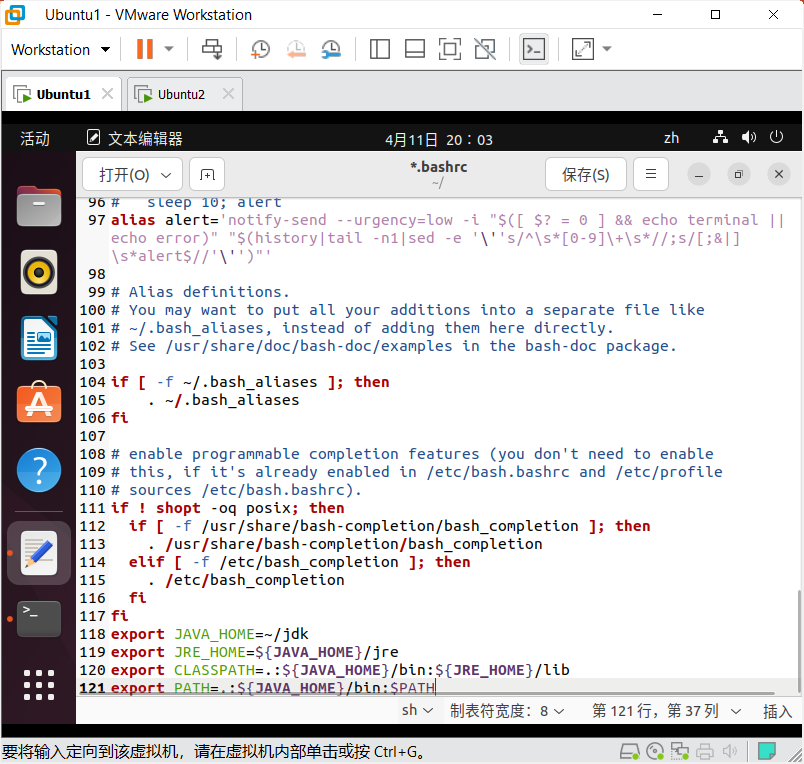 Ubuntu1 - VMware Workstation
Workstation
Ubuntu1
Ubuntu2
活动
文本编辑器
4月11日 20：03
zh
打开(O)
*.bashrc
~/
保存(S)
96 #   sleep 10; alert
97 alias alert='notify-send --urgency=low -i "$([ $? = 0 ] && echo terminal ||
echo error)" "$(history|tail -n1|sed -e '\''s/^\s*[0-9]\+\s*//;s/[;&|]
\s*alert$//'\'')"'
98
99 # Alias definitions.
100 # You may want to put all your additions into a separate file like
101 # ~/.bash_aliases, instead of adding them here directly.
102 # See /usr/share/doc/bash-doc/examples in the bash-doc package.
103
104 if [ -f ~/.bash_aliases ]; then
105     . ~/.bash_aliases
106 fi
107
108 # enable programmable completion features (you don't need to enable
109 # this, if it's already enabled in /etc/bash.bashrc and /etc/profile
110 # sources /etc/bash.bashrc).
111 if ! shopt -oq posix; then
112   if [ -f /usr/share/bash-completion/bash_completion ]; then
113     . /usr/share/bash-completion/bash_completion
114   elif [ -f /etc/bash_completion ]; then
115     . /etc/bash_completion
116   fi
117 fi
118 export JAVA_HOME=~/jdk
119 export JRE_HOME=${JAVA_HOME}/jre
120 export CLASSPATH=.:${JAVA_HOME}/bin:${JRE_HOME}/lib
121 export PATH=.:${JAVA_HOME}/bin:$PATH
sh
制表符宽度：8
第 121 行，第 37 列
插入
要将输入定向到该虚拟机，请在虚拟机内部单击或按 Ctrl+G。